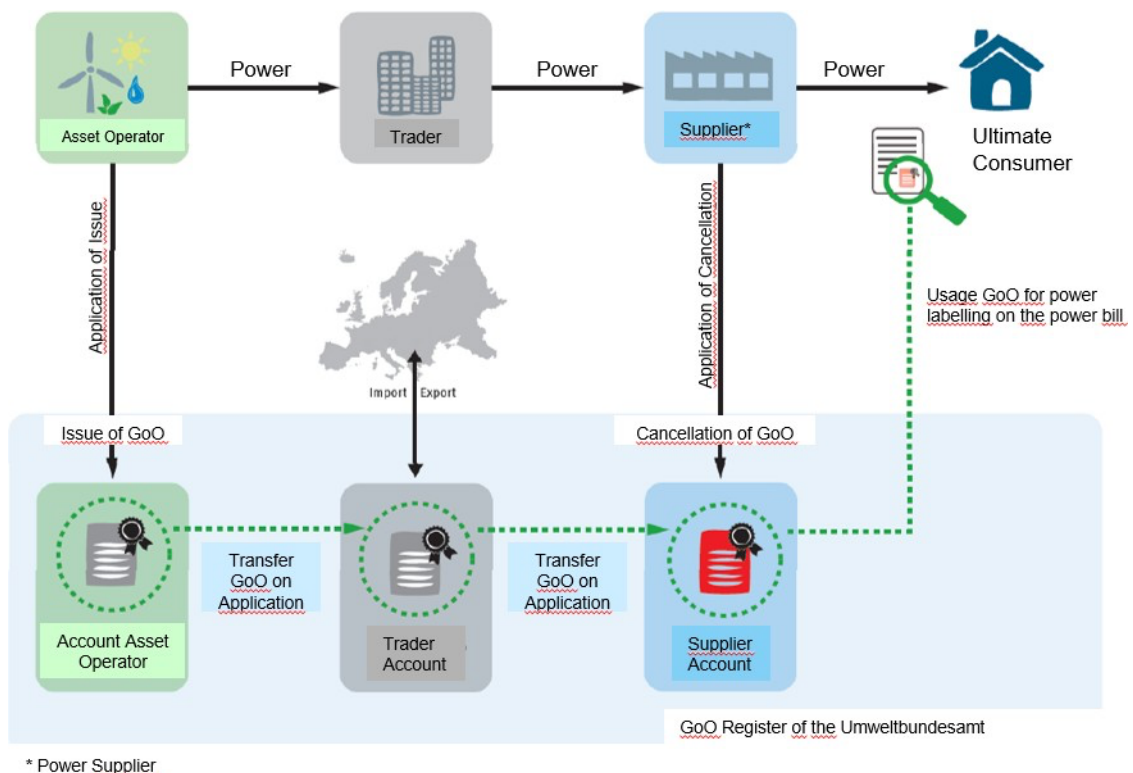 Power
Power
Power
Asset Operator
Trader
Supplier*
Ultimate
Consumer
Application of Issue
Application of Cancellation
Usage GoO for power
labelling on the power bill
Import
Export
Issue of GoO
Cancellation of GoO
Transfer
GoO on
Application
Transfer
GoO on
Application
Account Asset
Operator
Trader
Account
Supplier
Account
GoO Register of the Umweltbundesamt
* Power Supplier